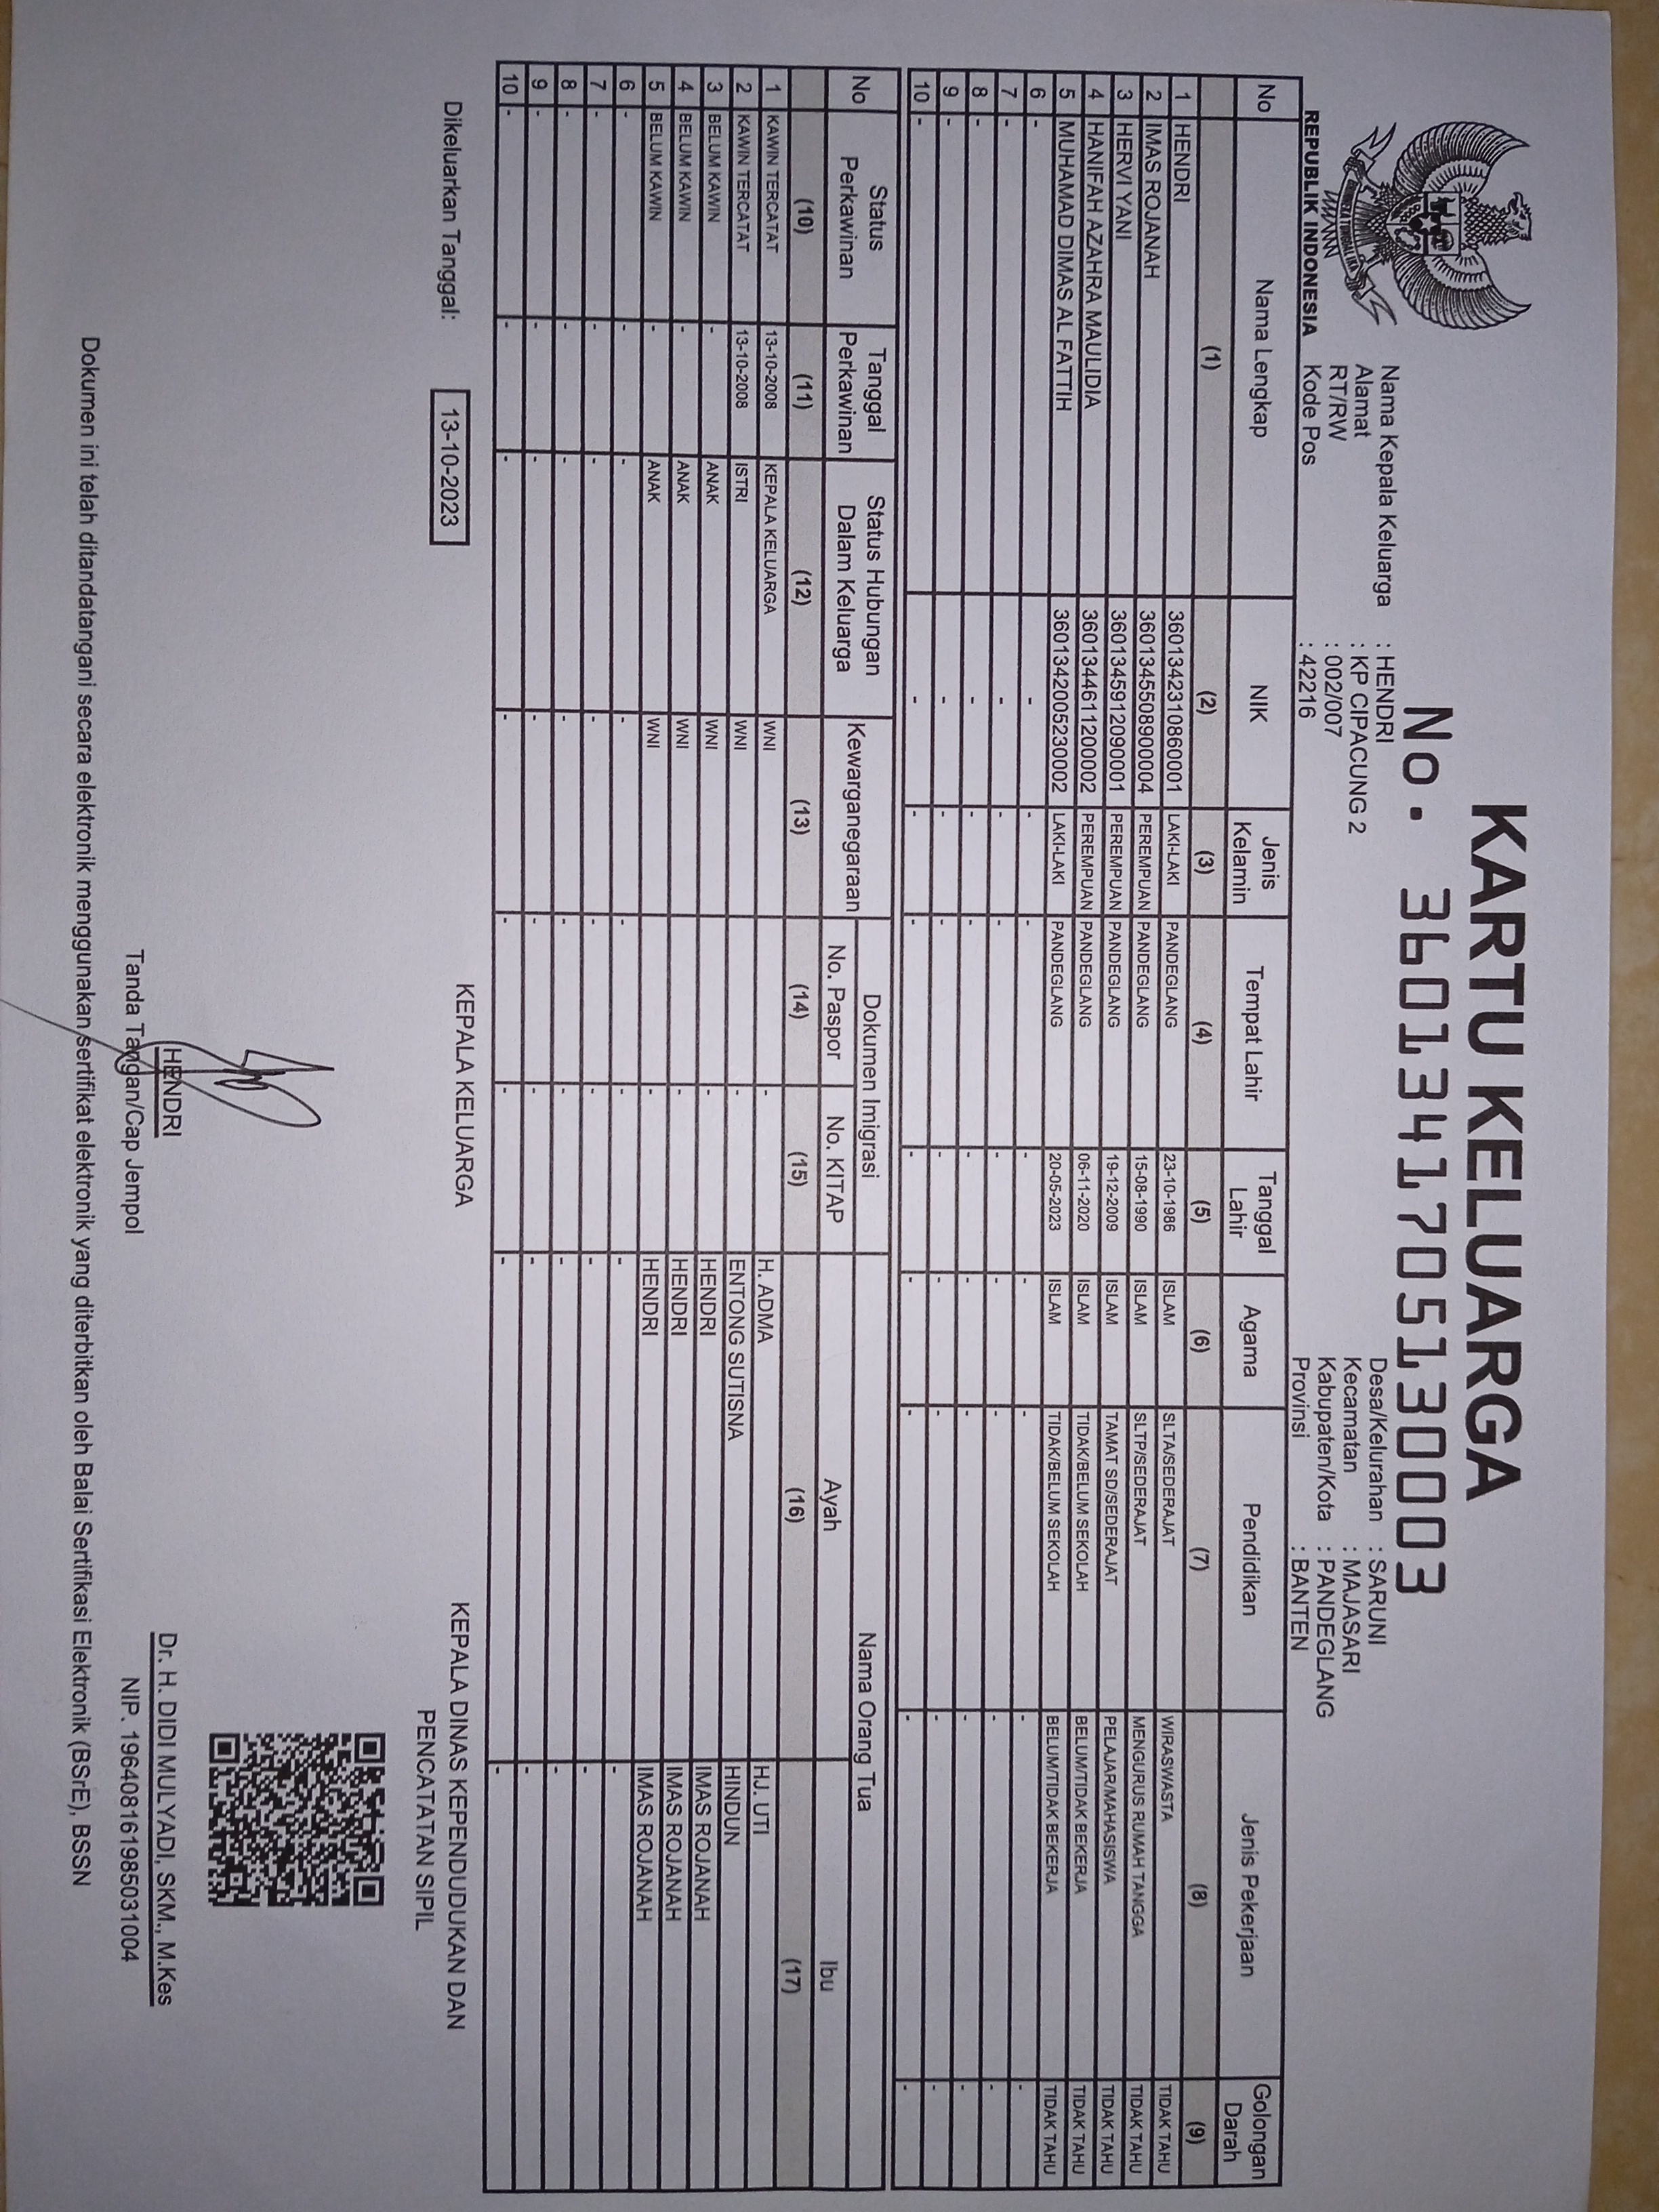 KARTU KELUARGA
No. 3601341705130003
REPUBLIK INDONESIA
Nama Kepala Keluarga : HENDRI
Alamat : KP CIPACUNG 2
RT/RW : 002/007
Kode Pos : 42216
Desa/Kelurahan : SARUNI
Kecamatan : MAJASARI
Kabupaten/Kota : PANDEGLANG
Provinsi : BANTEN
No Nama Lengkap NIK Jenis Kelamin Tempat Lahir Tanggal Lahir Agama Pendidikan Jenis Pekerjaan Golongan Darah
(1) (2) (3) (4) (5) (6) (7) (8) (9)
1 HENDRI 3601342310860001 LAKI-LAKI PANDEGLANG 23-10-1986 ISLAM SLTA/SEDERAJAT WIRASWASTA TIDAK TAHU
2 IMAS ROJANAH 3601345508900004 PEREMPUAN PANDEGLANG 15-08-1990 ISLAM SLTP/SEDERAJAT MENGURUS RUMAH TANGGA TIDAK TAHU
3 HERVI YANI 3601345912090001 PEREMPUAN PANDEGLANG 19-12-2009 ISLAM TAMAT SD/SEDERAJAT PELAJAR/MAHASISWA TIDAK TAHU
4 HANIFAH AZAHRA MAULIDIA 3601344611200002 PEREMPUAN PANDEGLANG 06-11-2020 ISLAM TIDAK/BELUM SEKOLAH BELUM/TIDAK BEKERJA TIDAK TAHU
5 MUHAMAD DIMAS AL FATTIH 3601342005230002 LAKI-LAKI PANDEGLANG 20-05-2023 ISLAM TIDAK/BELUM SEKOLAH BELUM/TIDAK BEKERJA TIDAK TAHU
6 - - - - - - - - -
7 - - - - - - - - -
8 - - - - - - - - -
9 - - - - - - - - -
10 - - - - - - - - -
No Status Perkawinan Tanggal Perkawinan Status Hubungan Dalam Keluarga Kewarganegaraan Dokumen Imigrasi Nama Orang Tua
No. Paspor No. KITAP Ayah Ibu
(10) (11) (12) (13) (14) (15) (16) (17)
1 KAWIN TERCATAT 13-10-2008 KEPALA KELUARGA WNI - - H. ADMA HJ. UTI
2 KAWIN TERCATAT 13-10-2008 ISTRI WNI - - ENTONG SUTISNA HINDUN
3 BELUM KAWIN - ANAK WNI - - HENDRI IMAS ROJANAH
4 BELUM KAWIN - ANAK WNI - - HENDRI IMAS ROJANAH
5 BELUM KAWIN - ANAK WNI - - HENDRI IMAS ROJANAH
6 - - - - - - - -
7 - - - - - - - -
8 - - - - - - - -
9 - - - - - - - -
10 - - - - - - - -
Dikeluarkan Tanggal: 13-10-2023
KEPALA KELUARGA
HENDRI
Tanda Tangan/Cap Jempol
KEPALA DINAS KEPENDUDUKAN DAN
PENCATATAN SIPIL
Dr. H. DIDI MULYADI, SKM., M.Kes
NIP. 196408161985031004
Dokumen ini telah ditandatangani secara elektronik menggunakan sertifikat elektronik yang diterbitkan oleh Balai Sertifikasi Elektronik (BSrE), BSSN